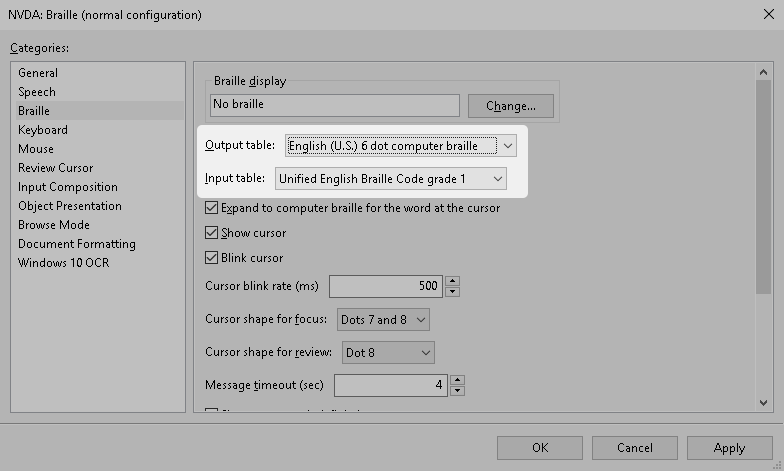 NVDA: Braille (normal configuration)
Categories:
General
Speech
Braille
Keyboard
Mouse
Review Cursor
Input Composition
Object Presentation
Browse Mode
Document Formatting
Windows 10 OCR
Braille display
No braille
Change...
Output table: English (U.S.) 6 dot computer braille
Input table: Unified English Braille Code grade 1
Expand to computer braille for the word at the cursor
Show cursor
Blink cursor
Cursor blink rate (ms) 500
Cursor shape for focus: Dots 7 and 8
Cursor shape for review: Dot 8
Message timeout (sec) 4
OK Cancel Apply